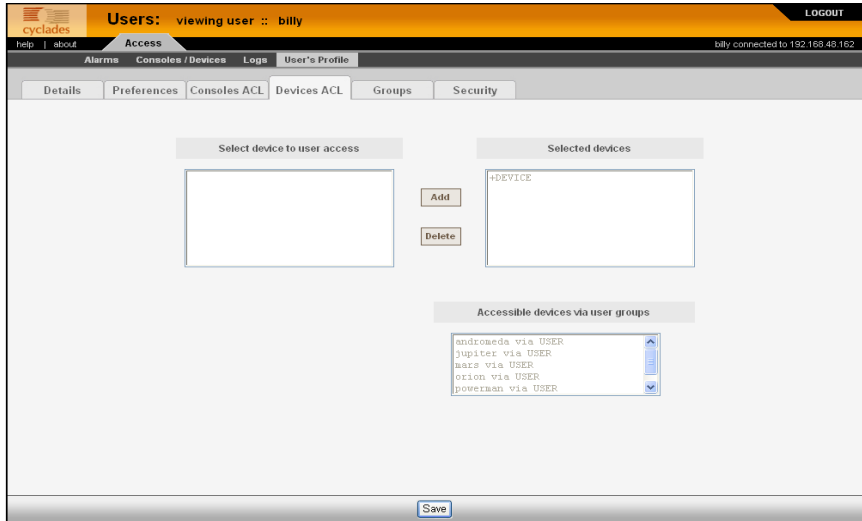 cyclades
Users: viewing user :: billy
LOGOUT
help | about
Access
billy connected to 192.168.48.162
Alarms Consoles / Devices Logs User's Profile
Details Preferences Consoles ACL Devices ACL Groups Security
Select device to user access
Selected devices
+DEVICE
Add
Delete
Accessible devices via user groups
andromeda via USER
jupiter via USER
mars via USER
orion via USER
powerman via USER
Save